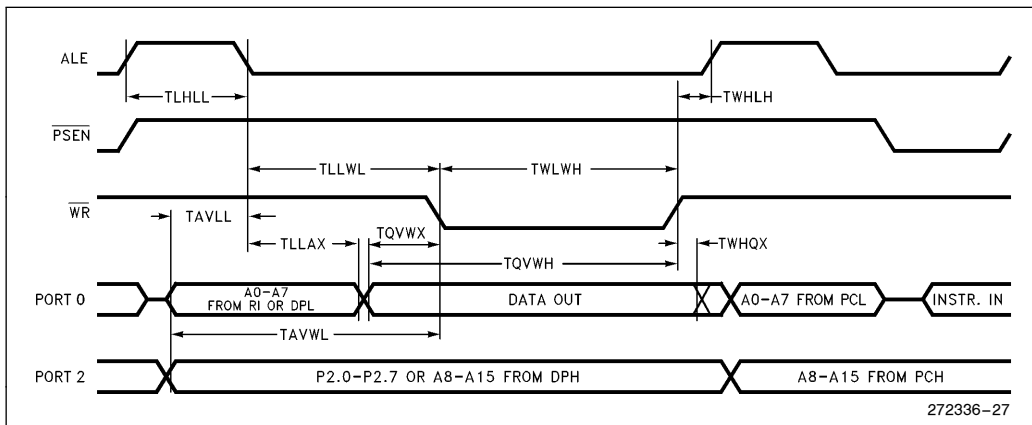 ALE
TLHLL
TWHLH
PSEN
TLLWL
TWLWH
WR
TAVLL
TLLAX
TQVWX
TWHQX
TQVWH
PORT 0
A0-A7
FROM RI OR DPL
DATA OUT
A0-A7 FROM PCL
INSTR. IN
TAVWL
PORT 2
P2.0-P2.7 OR A8-A15 FROM DPH
A8-A15 FROM PCH
272336-27